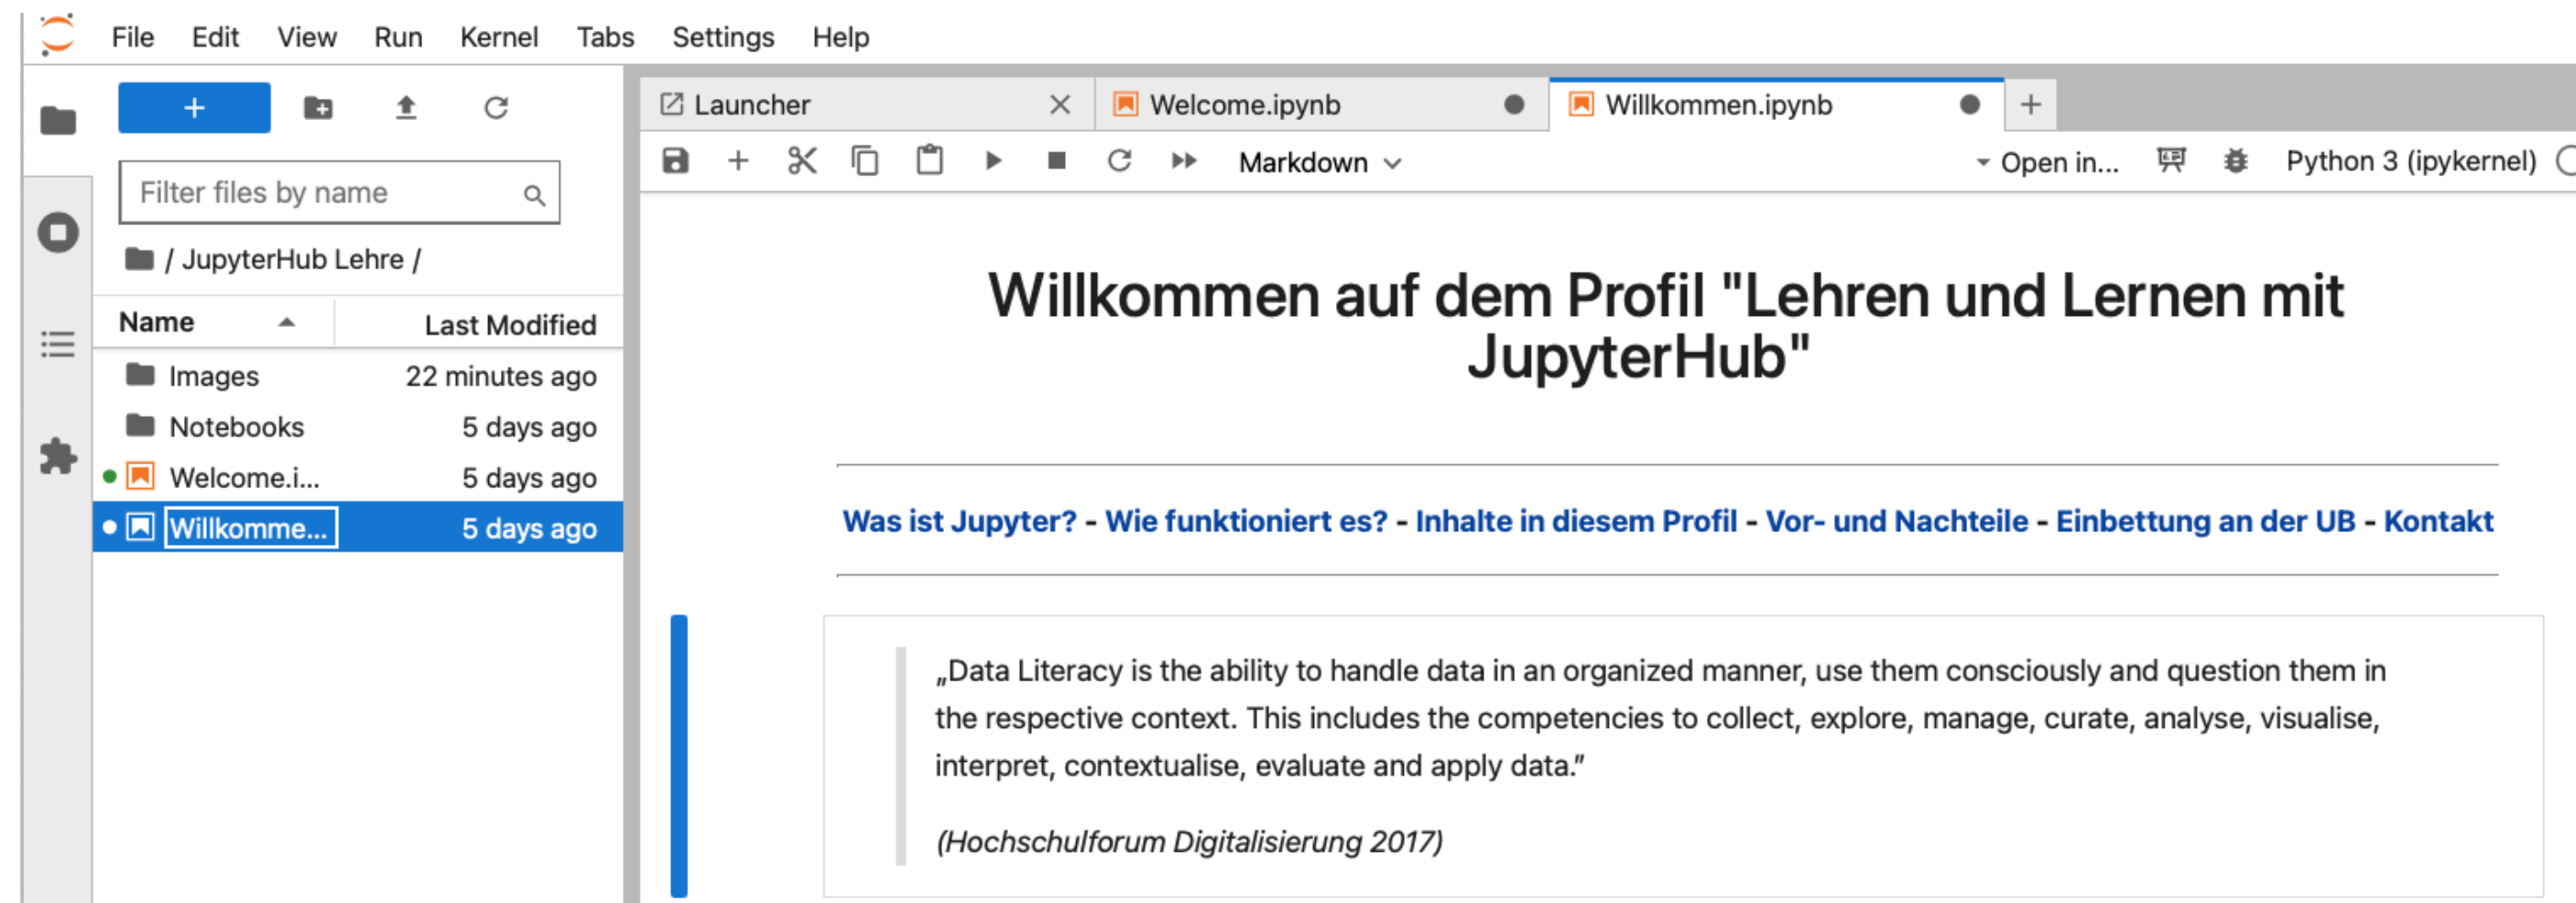 File Edit View Run Kernel Tabs Settings Help
Filter files by name
/ JupyterHub Lehre /
Name Last Modified
Images 22 minutes ago
Notebooks 5 days ago
Welcome.i... 5 days ago
Willkomme... 5 days ago
Launcher Welcome.ipynb Willkommen.ipynb
Markdown Open in... Python 3 (ipykernel)
Willkommen auf dem Profil "Lehren und Lernen mit
JupyterHub"
Was ist Jupyter? - Wie funktioniert es? - Inhalte in diesem Profil - Vor- und Nachteile - Einbettung an der UB - Kontakt
„Data Literacy is the ability to handle data in an organized manner, use them consciously and question them in
the respective context. This includes the competencies to collect, explore, manage, curate, analyse, visualise,
interpret, contextualise, evaluate and apply data.”
(Hochschulforum Digitalisierung 2017)